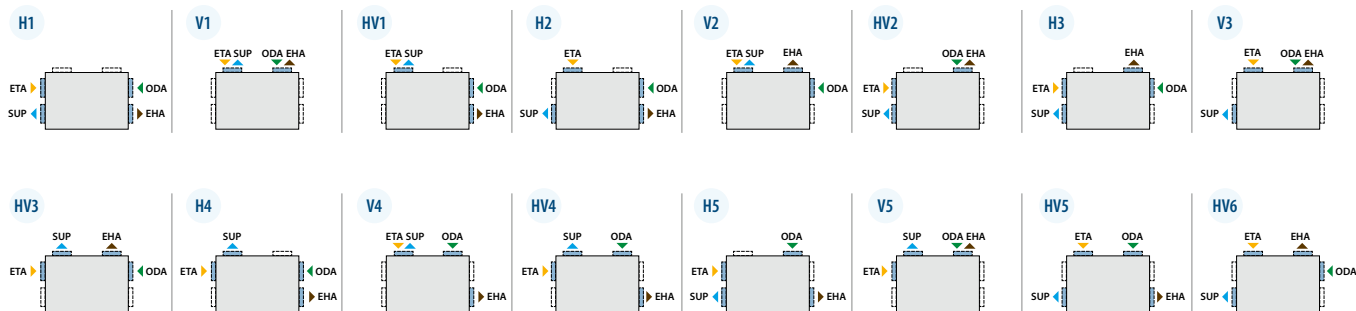 H1 V1 HV1 H2 V2 HV2 H3 V3
ETA SUP ODA EHA ETA SUP ETA ETA SUP EHA ODA EHA EHA ETA ODA EHA
ETA ODA ODA ODA ODA ETA ETA ODA
SUP EHA EHA SUP EHA SUP SUP SUP
HV3 H4 V4 HV4 H5 V5 HV5 HV6
SUP EHA SUP ETA SUP ODA SUP ODA ODA SUP ODA EHA ETA ODA ETA EHA
ETA ODA ETA ODA ETA ETA ETA ODA
EHA EHA EHA SUP EHA SUP EHA SUP